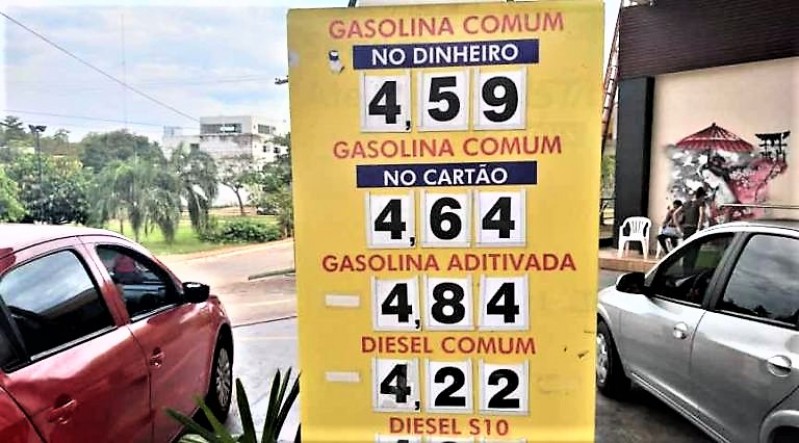 GASOLINA COMUM
NO DINHEIRO
4,59
GASOLINA COMUM
NO CARTÃO
4,64
GASOLINA ADITIVADA
4,84
DIESEL COMUM
4,22
DIESEL S10